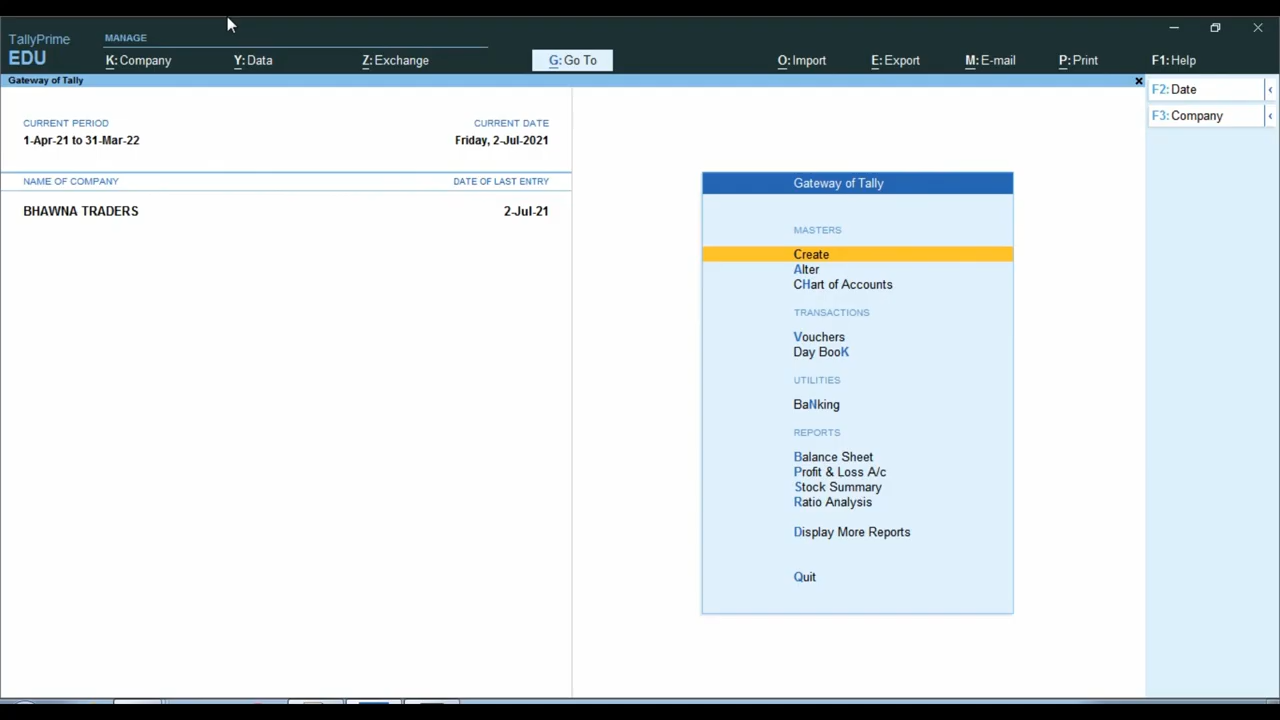 TallyPrime
EDU
MANAGE
K: Company
Y: Data
Z: Exchange
G: Go To
O: Import
E: Export
M: E-mail
P: Print
F1: Help
Gateway of Tally
x
F2: Date
F3: Company
CURRENT PERIOD
CURRENT DATE
1-Apr-21 to 31-Mar-22
Friday, 2-Jul-2021
NAME OF COMPANY
DATE OF LAST ENTRY
BHAWNA TRADERS
2-Jul-21
Gateway of Tally
MASTERS
Create
Alter
CHart of Accounts
TRANSACTIONS
Vouchers
Day BooK
UTILITIES
BaNking
REPORTS
Balance Sheet
Profit & Loss A/c
Stock Summary
Ratio Analysis
Display More Reports
Quit